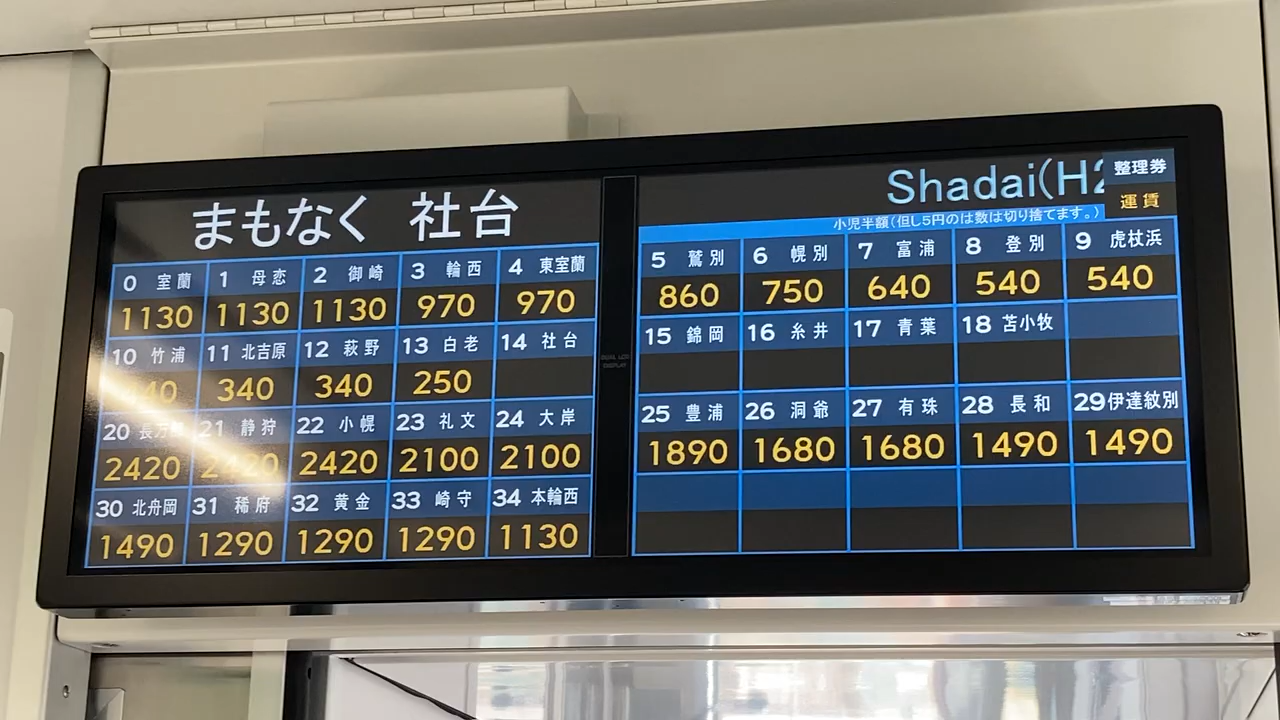 まもなく 社台
Shadai(H2
整理券
運賃
小児半額(但し5円のは数は切り捨てます。)
0 室蘭 1 母恋 2 御崎 3 輪西 4 東室蘭 5 鷲別 6 幌別 7 富浦 8 登別 9 虎杖浜
1130 1130 1130 970 970 860 750 640 540 540
10 竹浦 11 北吉原 12 萩野 13 白老 14 社台 15 錦岡 16 糸井 17 青葉 18 苫小牧
340 340 250
20 長万部 21 静狩 22 小幌 23 礼文 24 大岸 25 豊浦 26 洞爺 27 有珠 28 長和 29 伊達紋別
2420 2420 2420 2100 2100 1890 1680 1680 1490 1490
30 北舟岡 31 稀府 32 黄金 33 崎守 34 本輪西
1490 1290 1290 1290 1130
DUAL LCD
DISPLAY